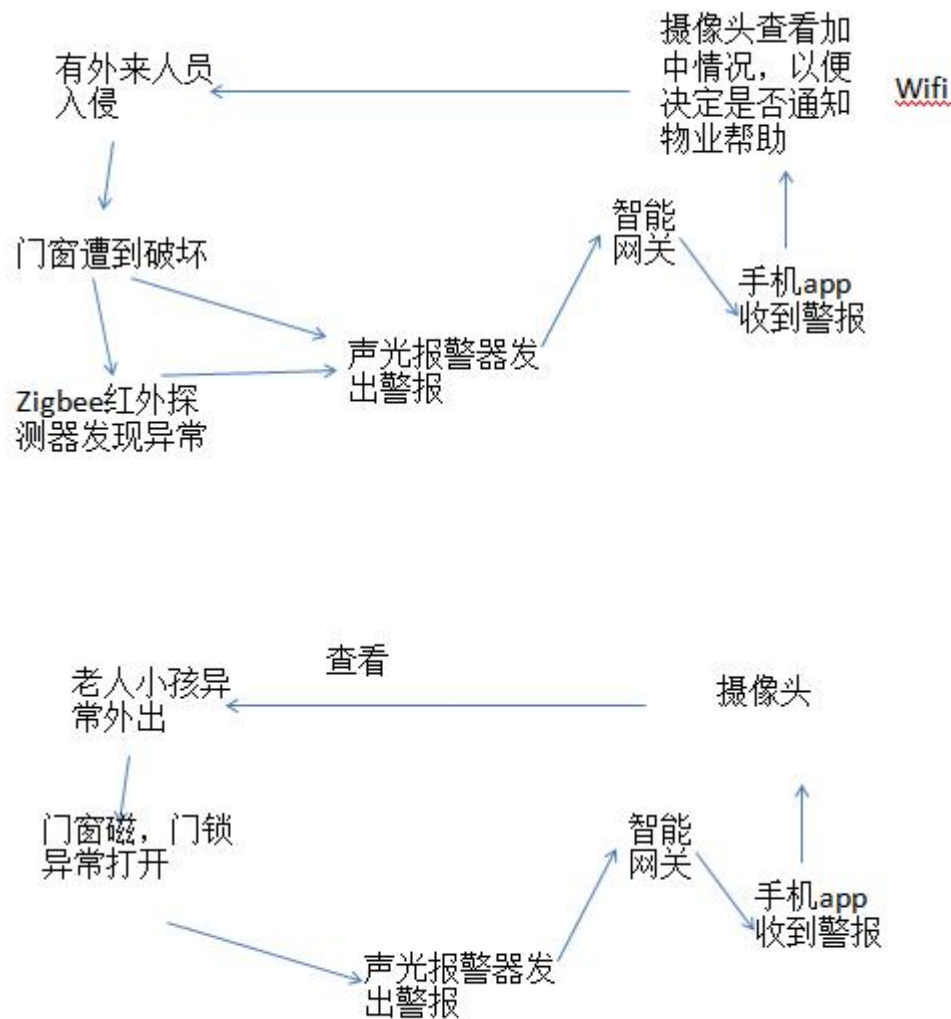 有外来人员
入侵
摄像头查看加
中情况，以便
决定是否通知
物业帮助
Wifi
门窗遭到破坏
智能
网关
手机app
收到警报
声光报警器发
出警报
Zigbee红外探
测器发现异常
老人小孩异
常外出
查看
摄像头
门窗磁，门锁
异常打开
智能
网关
手机app
收到警报
声光报警器发
出警报